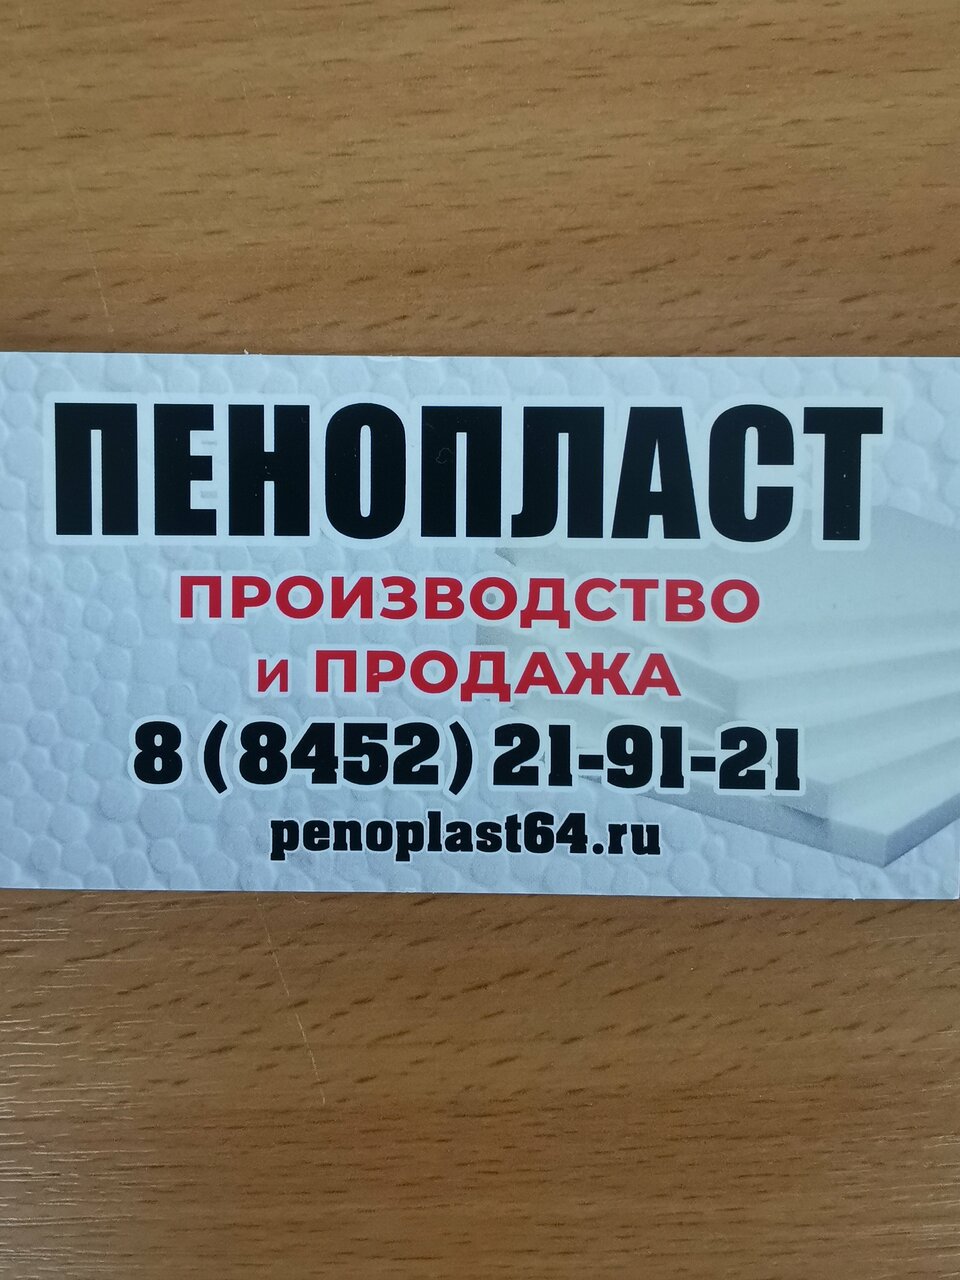 ПЕНОПЛАСТ
ПРОИЗВОДСТВО
и ПРОДАЖА
8 (8452) 21-91-21
penoplast64.ru